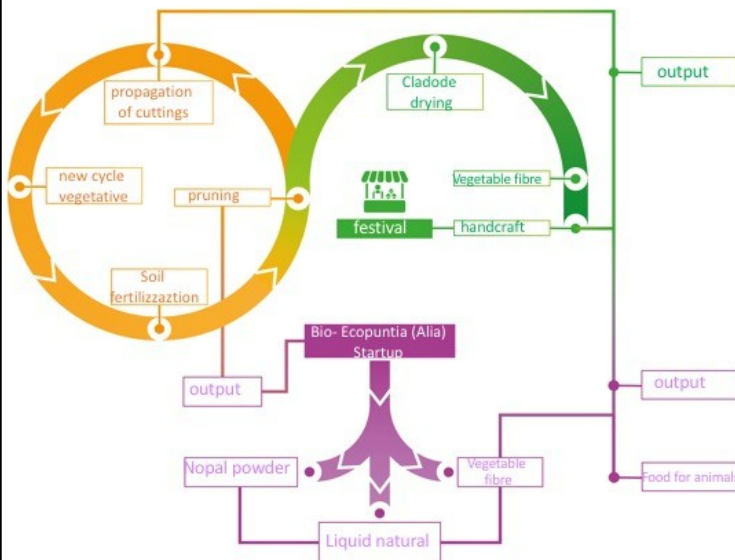 output
Cladode
drying
propagation
of cuttings
new cycle
vegetative
pruning
Vegetable fibre
festival
handcraft
Soil
fertilizzaztion
Bio- Ecopuntia (Alia)
Startup
output
output
Nopal powder
Vegetable
fibre
Food for animals
Liquid natural